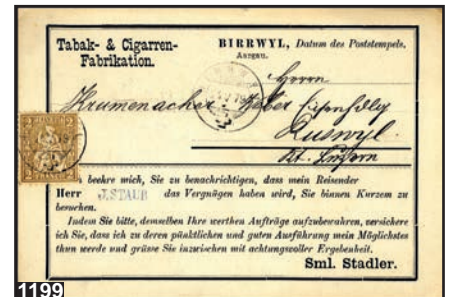 Tabak- & Cigarren-
Fabrikation.
BIRRWYL, Datum des Poststempels.
Aargau.
Herrn
Krumenacher
Ruswyl
Kt. Luzern
beehre mich, Sie zu benachrichtigen, dass mein Reisender
Herr J. STAUB das Vergnügen haben wird, Sie binnen Kurzem zu
besuchen.
Indem Sie bitte, demselben Ihre werthen Aufträge aufzubewahren, versichere
ich Sie, dass ich zu deren pünktlichen und guten Ausführung mein Möglichstes
thun werde und grüsse Sie inzwischen mit achtungsvoller Ergebenheit.
Sml. Stadler.
1199